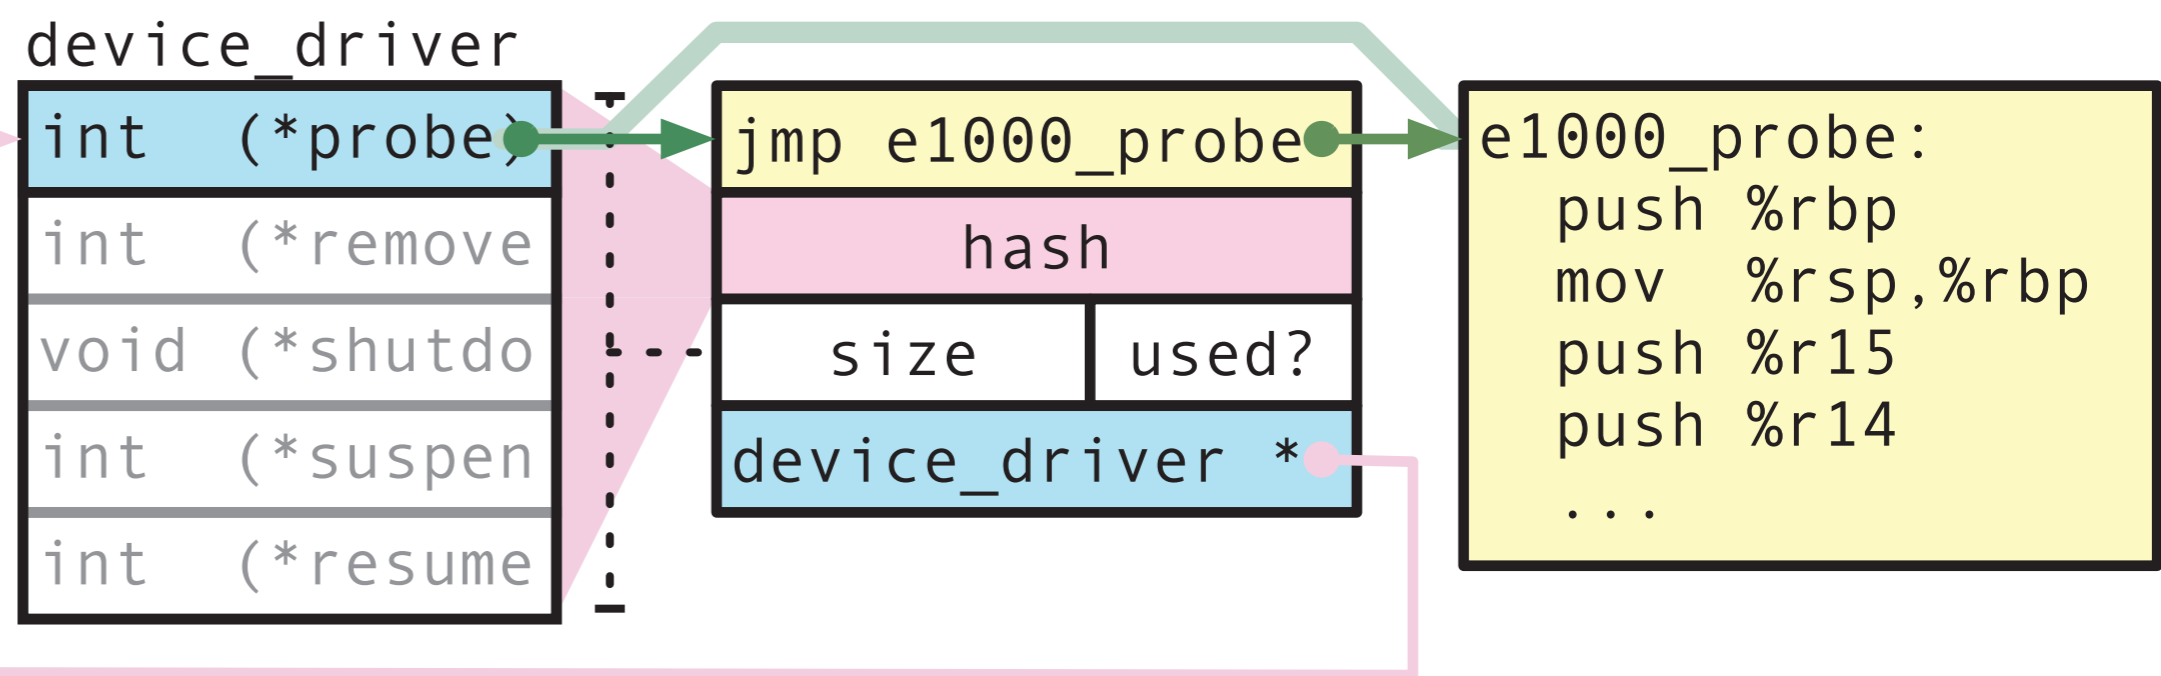 device_driver
int  (*probe)
int  (*remove
void (*shutdo
int  (*suspen
int  (*resume
jmp e1000_probe
hash
size
used?
device_driver *
e1000_probe:
push %rbp
mov  %rsp,%rbp
push %r15
push %r14
...